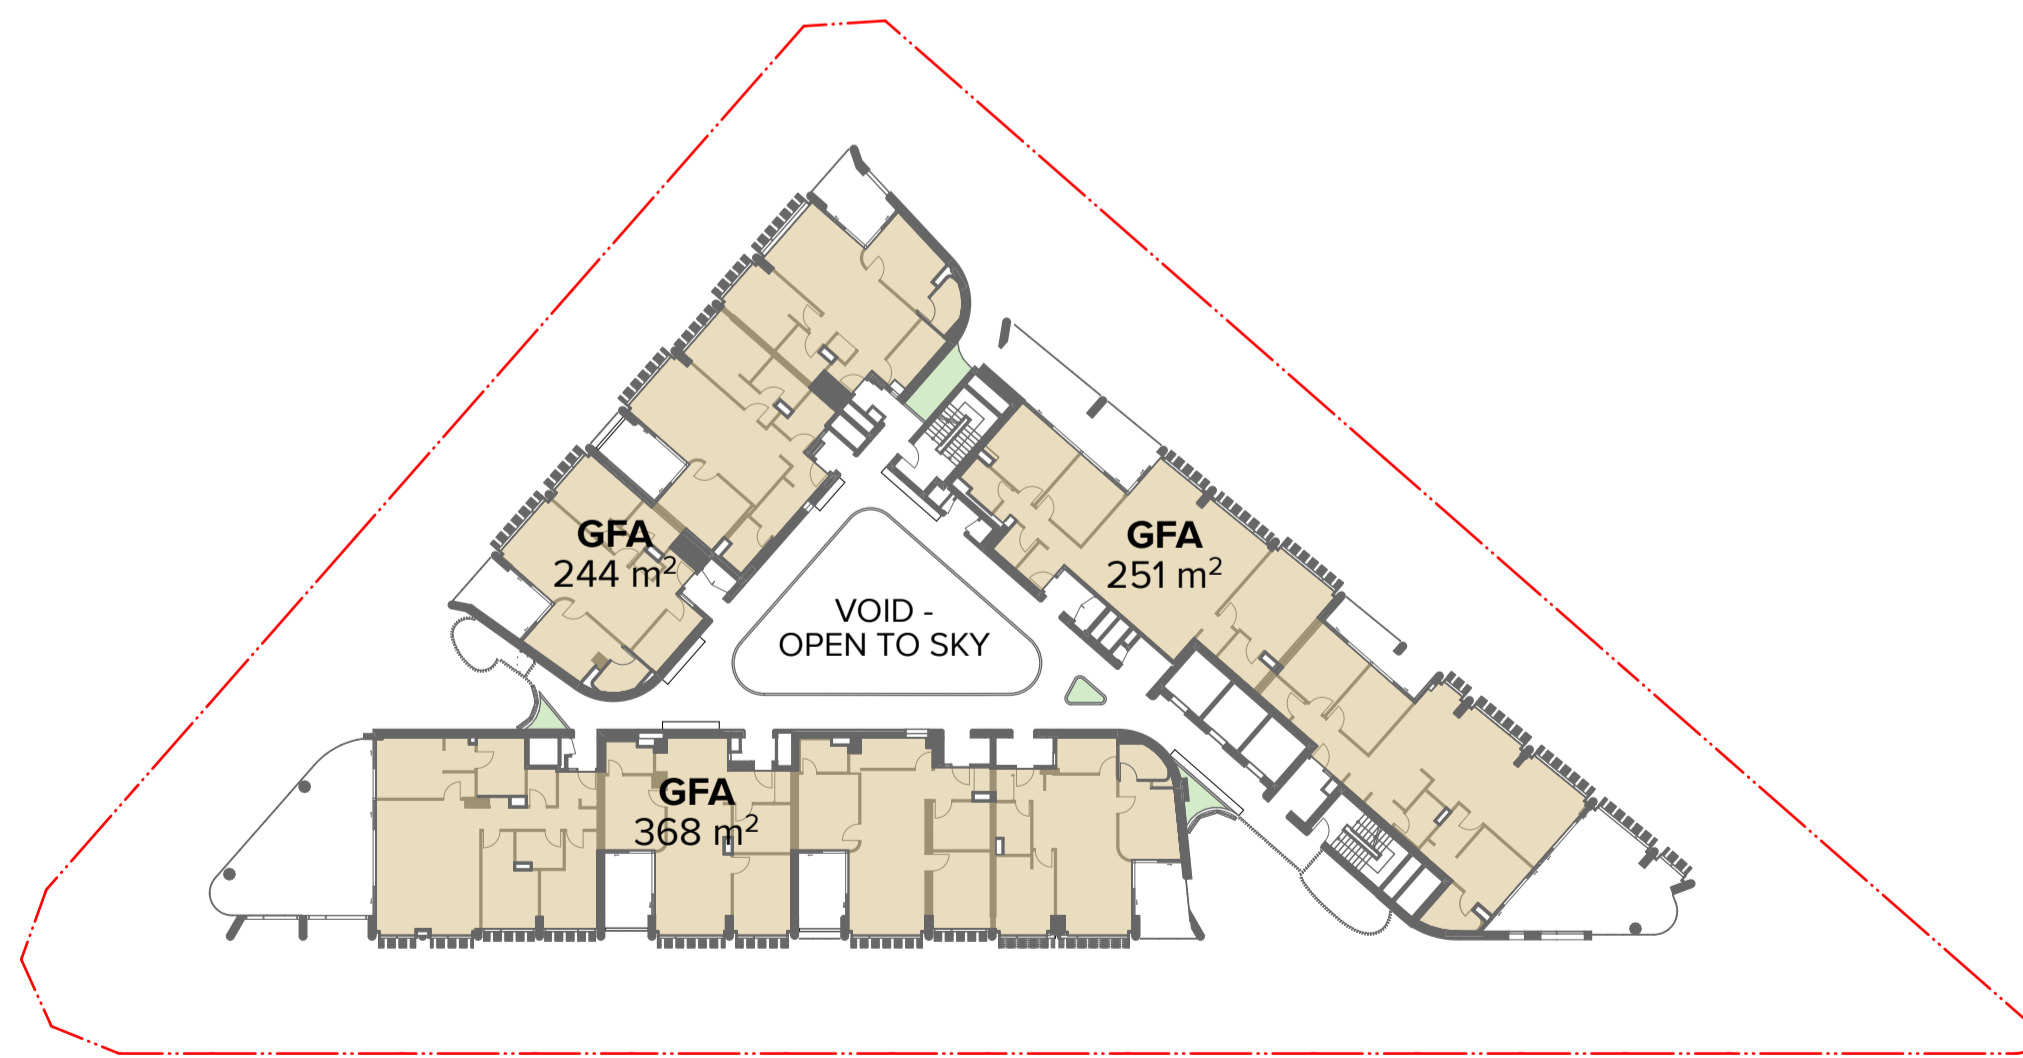 GFA
244 m²
GFA
251 m²
VOID -
OPEN TO SKY
GFA
368 m²